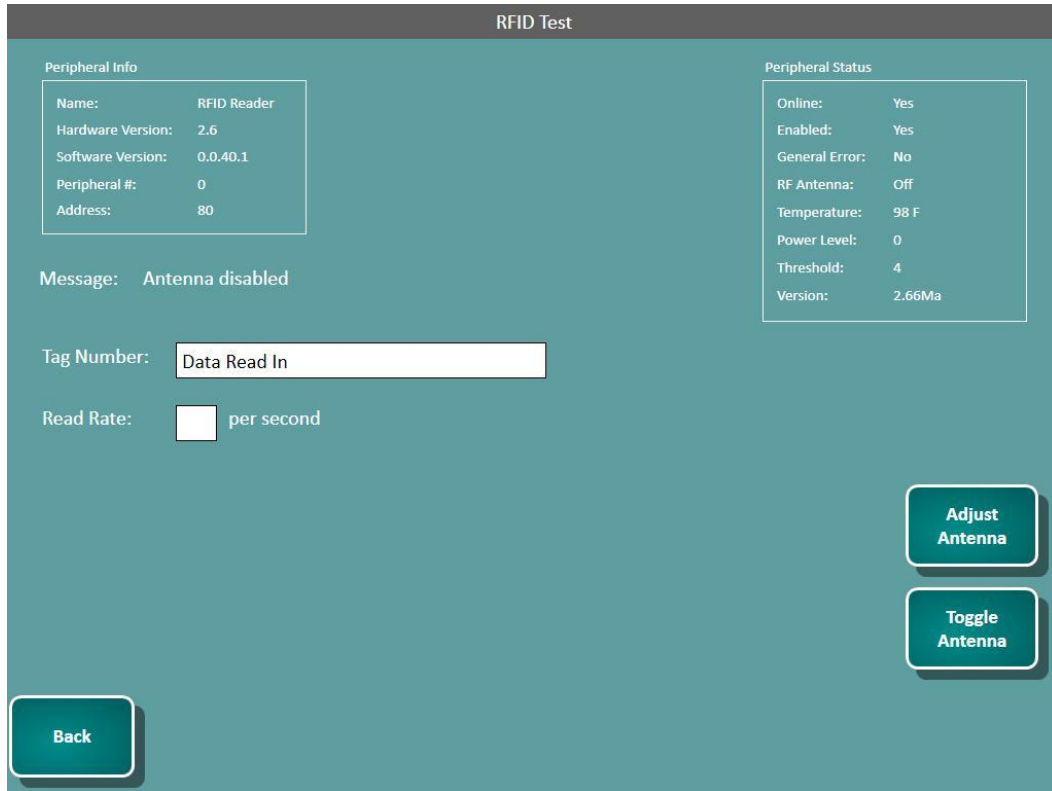 RFID Test
Peripheral Info
Name: RFID Reader
Hardware Version: 2.6
Software Version: 0.0.40.1
Peripheral #: 0
Address: 80
Peripheral Status
Online: Yes
Enabled: Yes
General Error: No
RF Antenna: Off
Temperature: 98 F
Power Level: 0
Threshold: 4
Version: 2.66Ma
Message: Antenna disabled
Tag Number: Data Read In
Read Rate: per second
Adjust
Antenna
Toggle
Antenna
Back